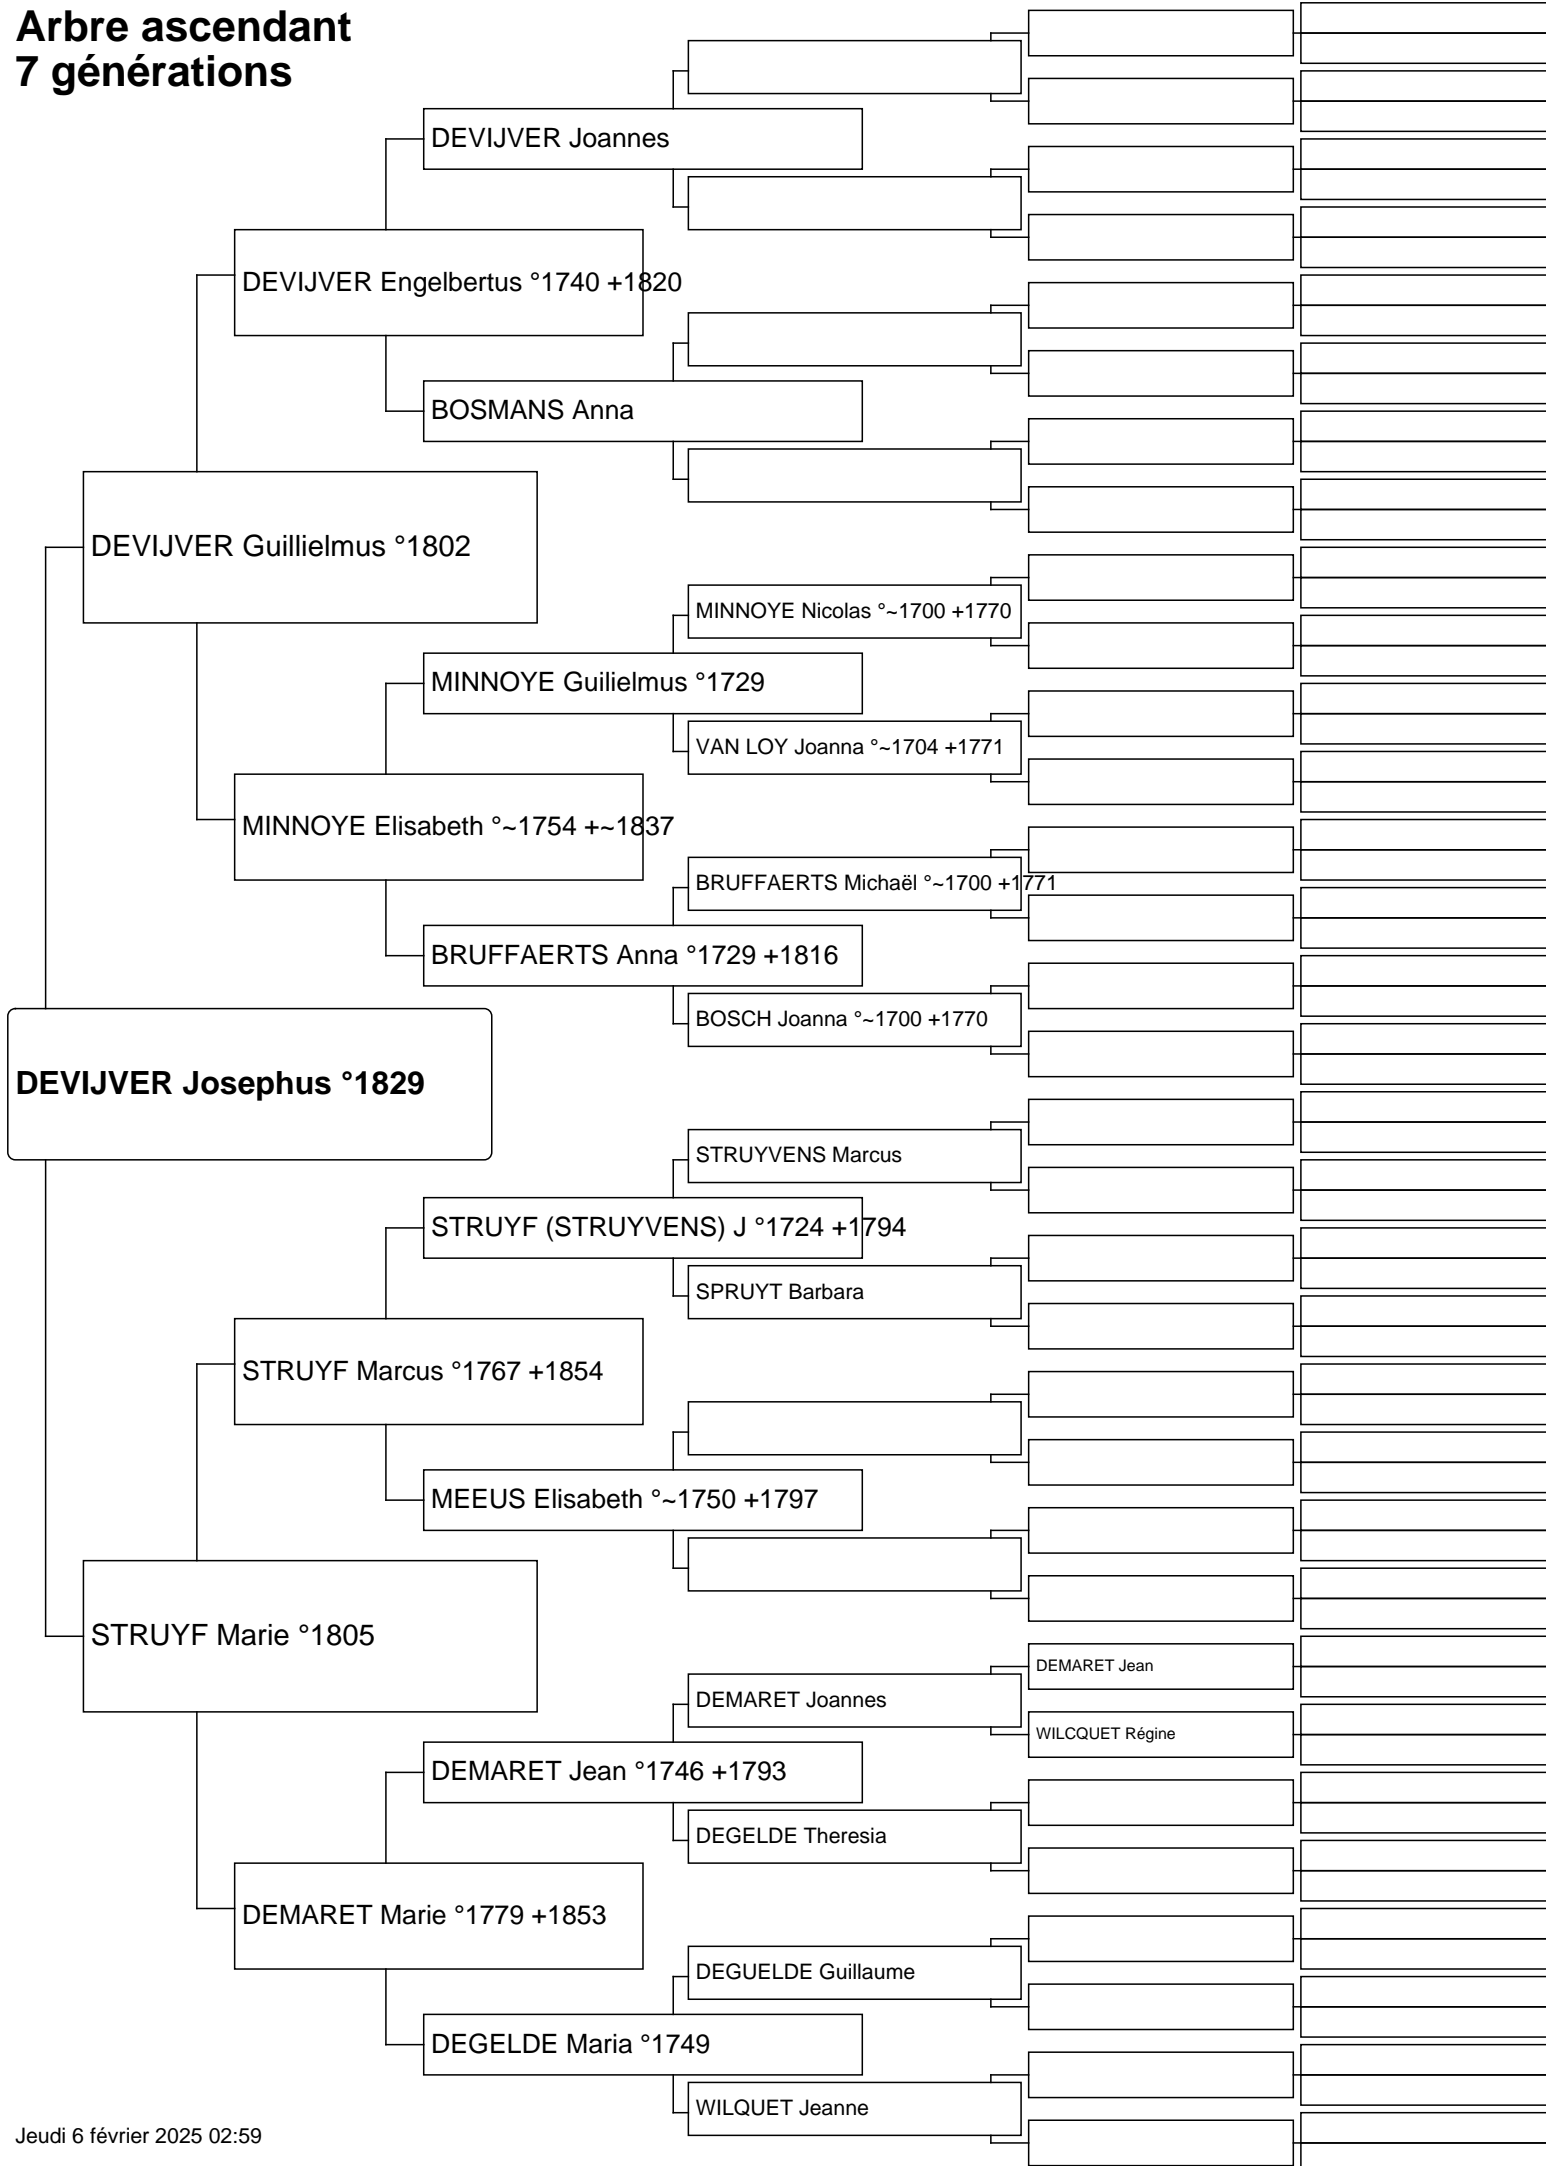 Arbre ascendant
7 générations
DEVIJVER Joannes
DEVIJVER Engelbertus °1740 +1820
BOSMANS Anna
DEVIJVER Guillielmus °1802
MINNOYE Nicolas °~1700 +1770
MINNOYE Guilielmus °1729
VAN LOY Joanna °~1704 +1771
MINNOYE Elisabeth °~1754 +~1837
BRUFFAERTS Michaël °~1700 +1771
BRUFFAERTS Anna °1729 +1816
BOSCH Joanna °~1700 +1770
DEVIJVER Josephus °1829
STRUYVENS Marcus
STRUYF (STRUYVENS) J °1724 +1794
SPRUYT Barbara
STRUYF Marcus °1767 +1854
MEEUS Elisabeth °~1750 +1797
STRUYF Marie °1805
DEMARET Jean
DEMARET Joannes
WILCQUET Régine
DEMARET Jean °1746 +1793
DEGELDE Theresia
DEMARET Marie °1779 +1853
DEGUELDE Guillaume
DEGELDE Maria °1749
WILQUET Jeanne
Jeudi 6 février 2025 02:59